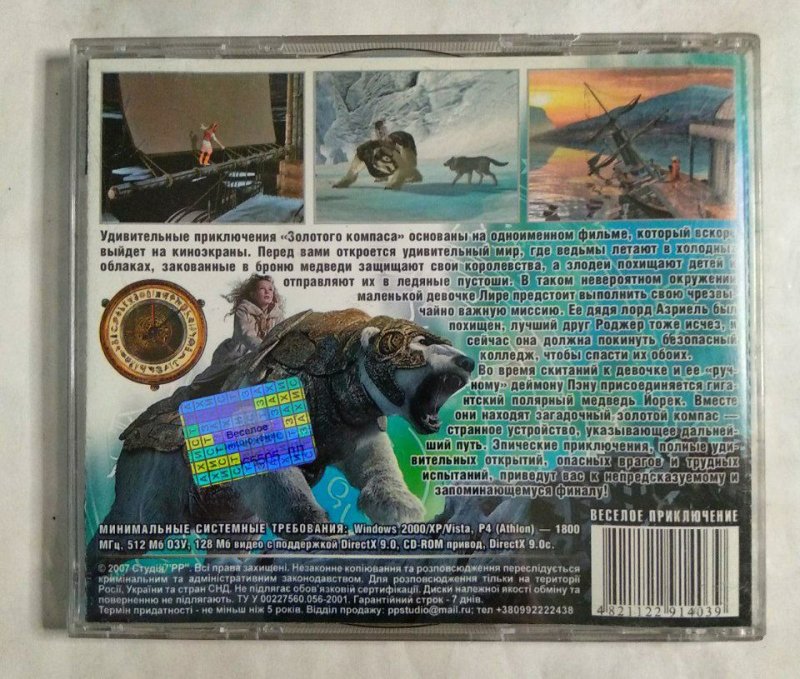 Удивительные приключения «Золотого компаса» основаны на одноименном фильме, который вскоре
выйдет на киноэкраны. Перед вами откроется удивительный мир, где ведьмы летают в холодных
облаках, закованные в броню медведи защищают свои королевства, а злодеи похищают детей и
отправляют их в ледяные пустоши. В таком невероятном окружении
маленькой девочке Лире предстоит выполнить свою чрезвы-
чайно важную миссию. Ее дядя лорд Азриель был
похищен, лучший друг Роджер тоже исчез, и
сейчас она должна покинуть безопасный
колледж, чтобы спасти их обоих.
Во время скитаний к девочке и ее «руч-
ному» деймону Пэну присоединяется гига-
нтский полярный медведь Йорек. Вместе
они находят загадочный золотой компас —
странное устройство, указывающее дальней-
ший путь. Эпические приключения, полные уди-
вительных открытий, опасных врагов и трудных
испытаний, приведут вас к непредсказуемому и
запоминающемуся финалу!
ЗАХИСТ
Веселое
приключение
65505 ПП
ВЕСЕЛОЕ ПРИКЛЮЧЕНИЕ
МИНИМАЛЬНЫЕ СИСТЕМНЫЕ ТРЕБОВАНИЯ: Windows 2000/XP/Vista, P4 (Athlon) — 1800
МГц, 512 Мб ОЗУ, 128 Мб видео с поддержкой DirectX 9.0, CD-ROM привод, DirectX 9.0c.
© 2007 Студія "РР". Всі права захищені. Незаконне копіювання та розповсюдження переслідується
кримінальним та адміністративним законодавством. Для розповсюдження тільки на території
Росії, України та стран СНД. Не підлягає обов'язковій сертифікації. Диски належної якості обміну та
поверненню не підлягають. ТУ У 00227560.056-2001. Гарантійний строк - 7 днів.
Термін придатності - не меньш ніж 5 років. Відділ продажу: ppstudio@mail.ru; тел +380992222438
4 821122 914039